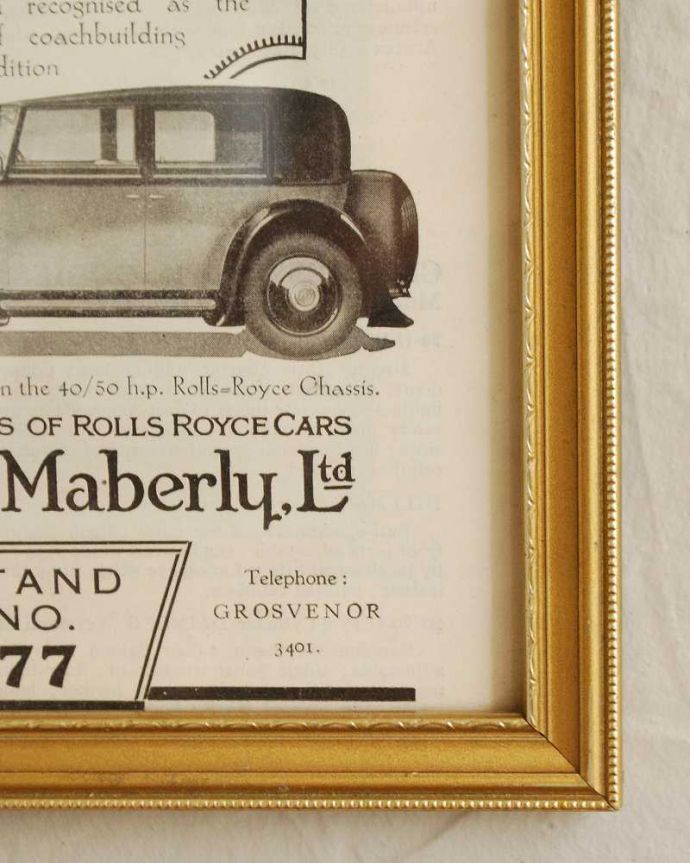 recognised as the
coachbuilding
dition
n the 40/50 h.p. Rolls=Royce Chassis.
S OF ROLLS ROYCE CARS
Maberly, Ltd
TAND
NO.
77
Telephone :
GROSVENOR
3401.